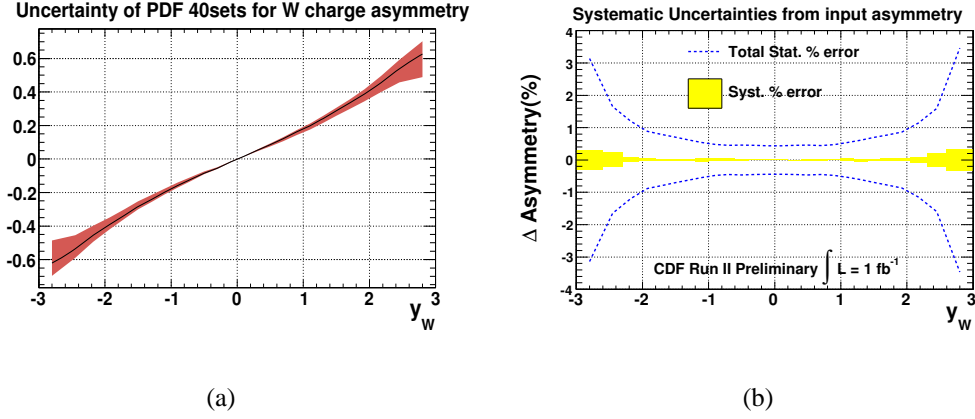 Uncertainty of PDF 40sets for W charge asymmetry
0.6
0.4
0.2
0
-0.2
-0.4
-0.6
-3 -2 -1 0 1 2 3
y_W
(a)
Systematic Uncertainties from input asymmetry
Δ Asymmetry(%)
4
3
2
1
0
-1
-2
-3
-4
Total Stat. % error
Syst. % error
CDF Run II Preliminary ∫ L = 1 fb⁻¹
-3 -2 -1 0 1 2 3
y_W
(b)